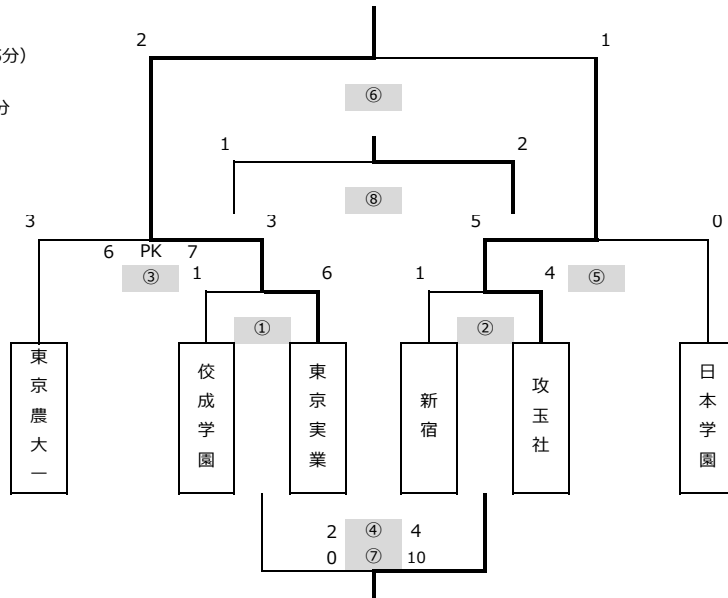 2 1
分）
⑥
分
1 2
⑧
3 3 5 0
6 PK 7
③ 1 6 1 4 ⑤
① ②
東京農大一
佼成学園
東京実業
新宿
攻玉社
日本学園
2 ④ 4
0 ⑦ 10